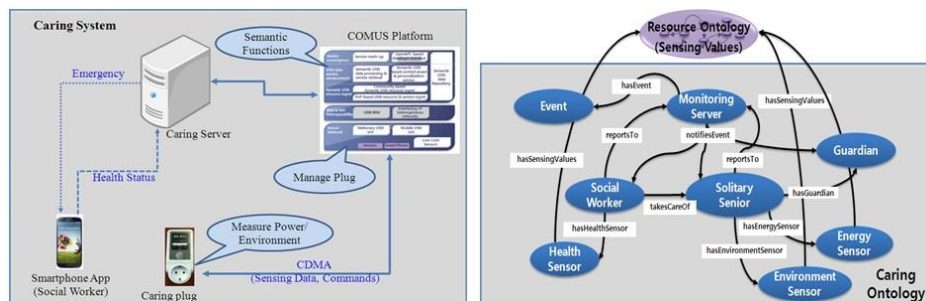 Caring System
COMUS Platform
Semantic
Functions
Emergency
Caring Server
Health Status
Manage Plug
Measure Power/
Environment
CDMA
(Sensing Data, Commands)
Smartphone App
(Social Worker)
Caring plug
Resource Ontology
(Sensing Values)
hasEvent
Event
Monitoring
Server
hasSensingValues
reportsTo
notifiesEvent
Guardian
hasSensingValues
reportsTo
Social
Worker
takesCareOf
Solitary
Senior
hasGuardian
hasHealthSensor
hasEnergySensor
hasEnvironmentSensor
Health
Sensor
Energy
Sensor
Environment
Sensor
Caring
Ontology